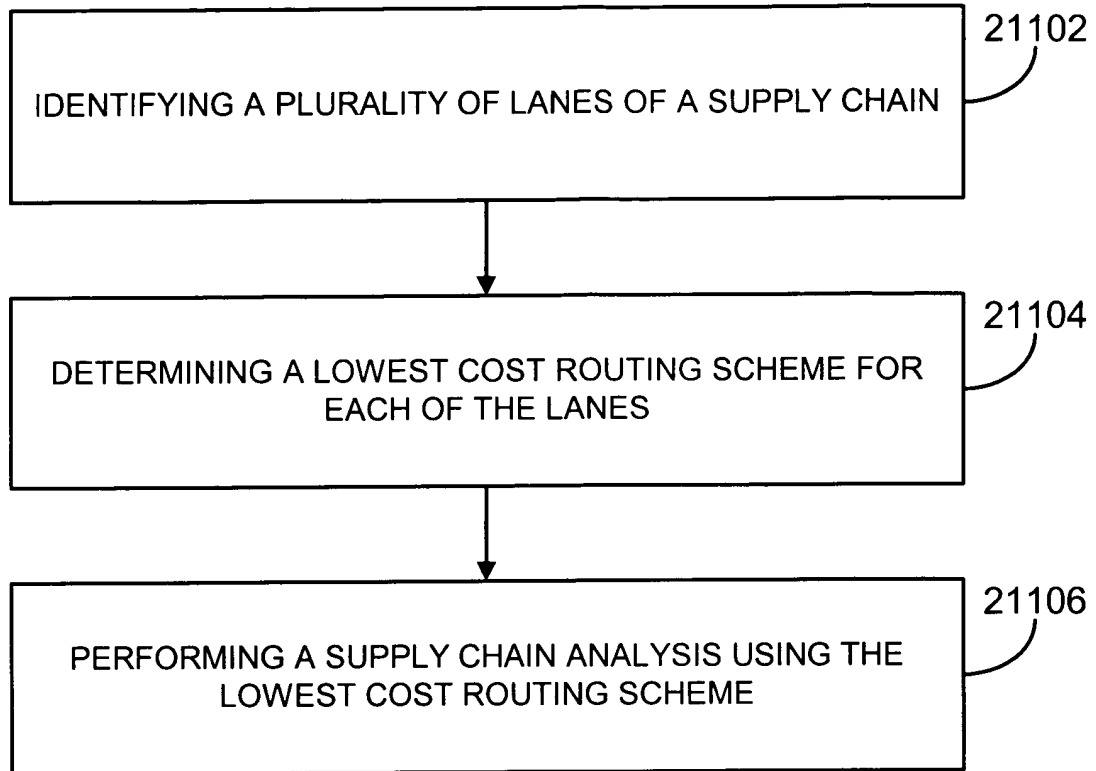 21102
IDENTIFYING A PLURALITY OF LANES OF A SUPPLY CHAIN
21104
DETERMINING A LOWEST COST ROUTING SCHEME FOR
EACH OF THE LANES
21106
PERFORMING A SUPPLY CHAIN ANALYSIS USING THE
LOWEST COST ROUTING SCHEME